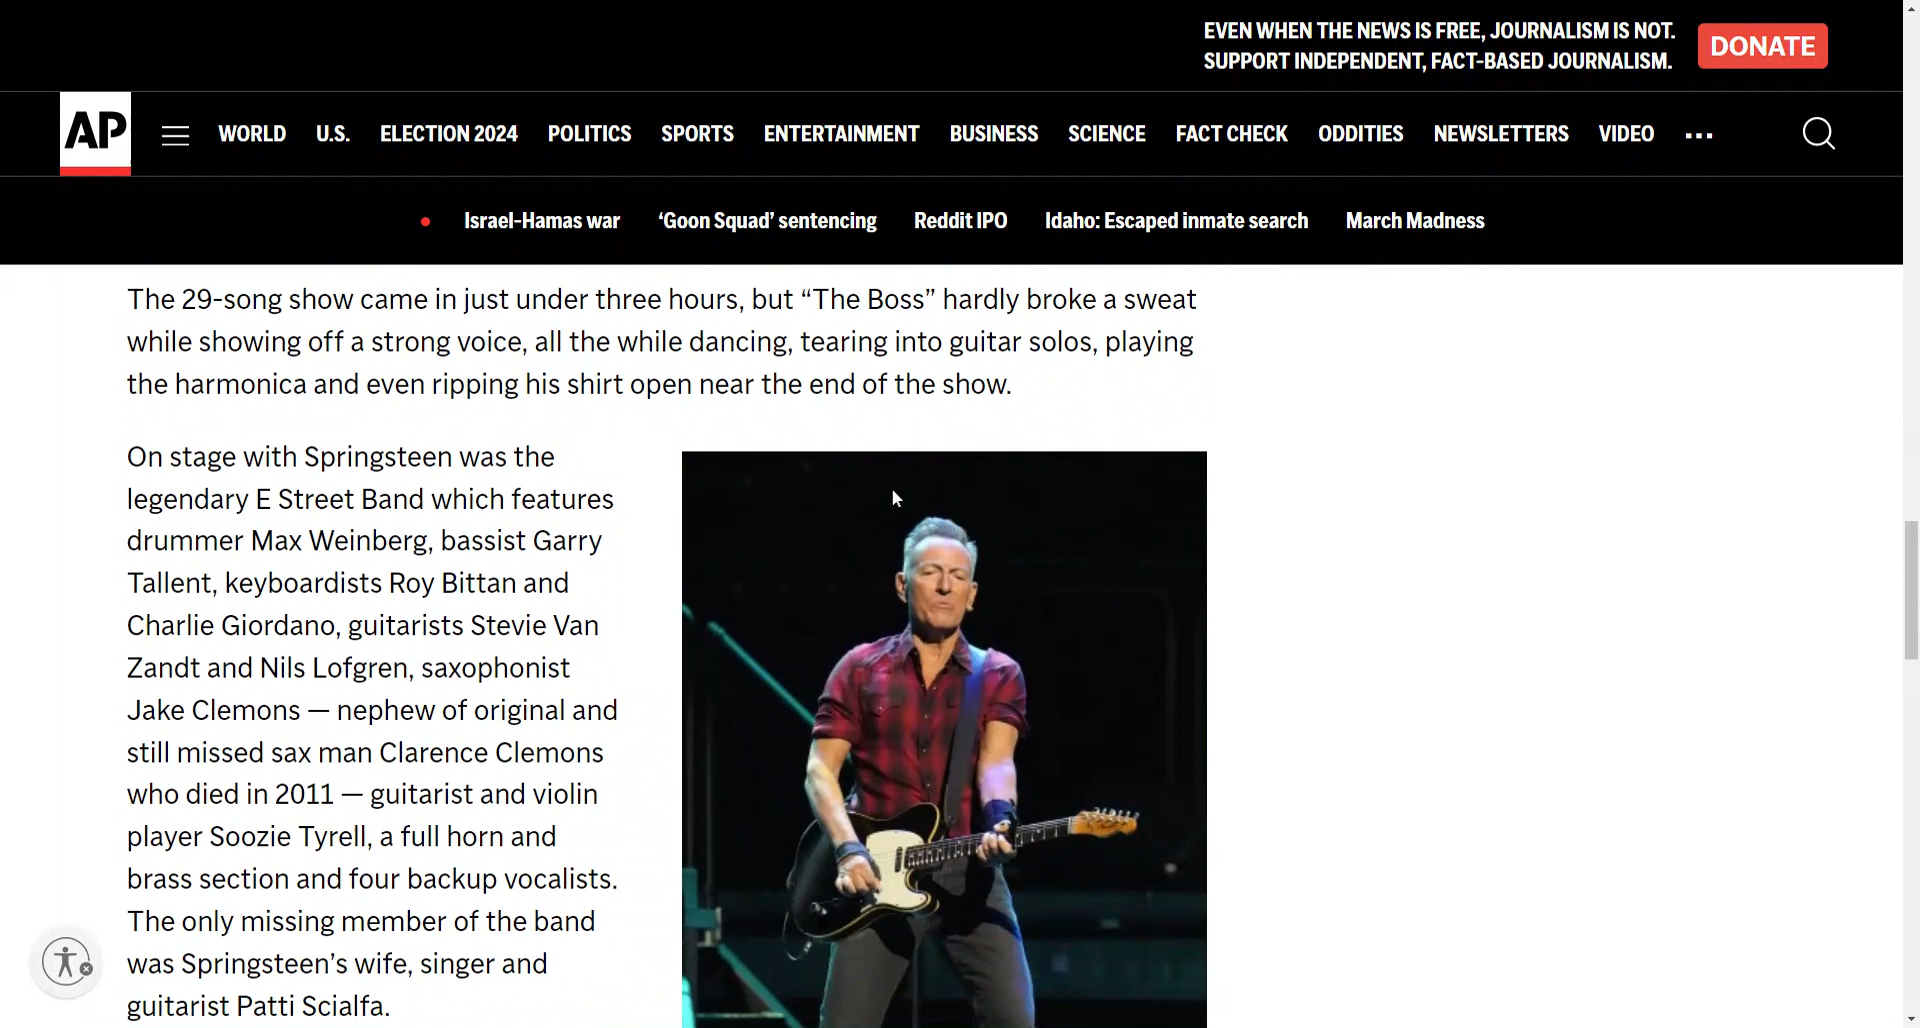 EVEN WHEN THE NEWS IS FREE, JOURNALISM IS NOT.
SUPPORT INDEPENDENT, FACT-BASED JOURNALISM.
DONATE
AP
WORLD
U.S.
ELECTION 2024
POLITICS
SPORTS
ENTERTAINMENT
BUSINESS
SCIENCE
FACT CHECK
ODDITIES
NEWSLETTERS
VIDEO
Israel-Hamas war
‘Goon Squad’ sentencing
Reddit IPO
Idaho: Escaped inmate search
March Madness
The 29-song show came in just under three hours, but “The Boss” hardly broke a sweat
while showing off a strong voice, all the while dancing, tearing into guitar solos, playing
the harmonica and even ripping his shirt open near the end of the show.
On stage with Springsteen was the
legendary E Street Band which features
drummer Max Weinberg, bassist Garry
Tallent, keyboardists Roy Bittan and
Charlie Giordano, guitarists Stevie Van
Zandt and Nils Lofgren, saxophonist
Jake Clemons — nephew of original and
still missed sax man Clarence Clemons
who died in 2011 — guitarist and violin
player Soozie Tyrell, a full horn and
brass section and four backup vocalists.
The only missing member of the band
was Springsteen’s wife, singer and
guitarist Patti Scialfa.